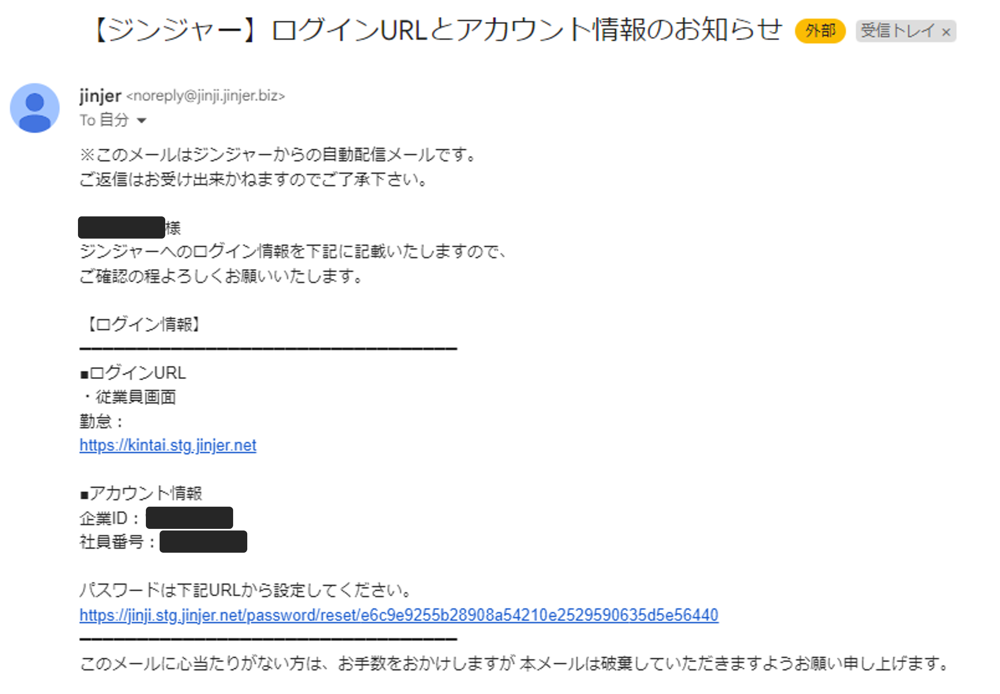 【ジンジャー】ログインURLとアカウント情報のお知らせ 外部 受信トレイ ×
jinjer <noreply@jinji.jinjer.biz>
To 自分
※このメールはジンジャーからの自動配信メールです。
ご返信はお受け出来かねますのでご了承下さい。
様
ジンジャーへのログイン情報を下記に記載いたしますので、
ご確認の程よろしくお願いいたします。
【ログイン情報】
■ログインURL
・従業員画面
勤怠：
https://kintai.stg.jinjer.net
■アカウント情報
企業ID：
社員番号：
パスワードは下記URLから設定してください。
https://jinji.stg.jinjer.net/password/reset/e6c9e9255b28908a54210e2529590635d5e56440
このメールに心当たりがない方は、お手数をおかけしますが 本メールは破棄していただきますようお願い申し上げます。